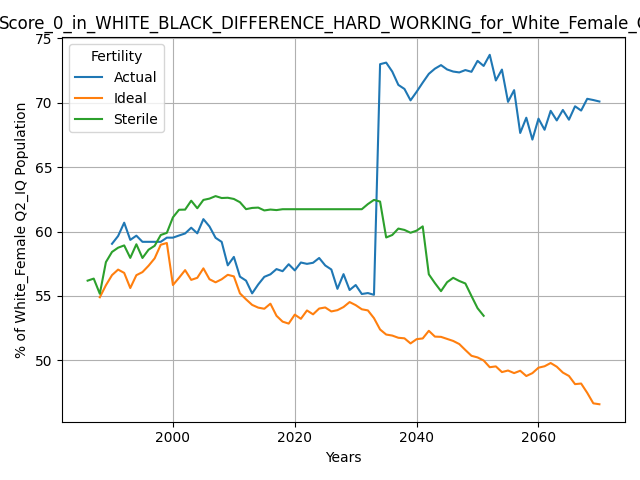 Score_0_in_WHITE_BLACK_DIFFERENCE_HARD_WORKING_for_White_Female_
75
70
65
60
55
50
% of White_Female Q2_IQ Population
Fertility
Actual
Ideal
Sterile
2000
2020
2040
2060
Years